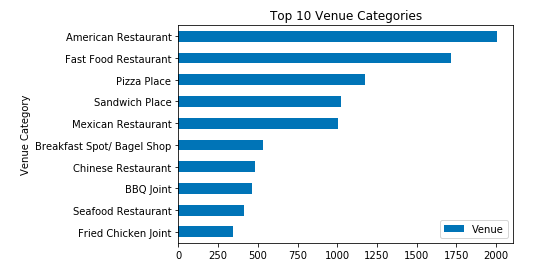 Top 10 Venue Categories
American Restaurant
Fast Food Restaurant
Pizza Place
Sandwich Place
Mexican Restaurant
Breakfast Spot/ Bagel Shop
Chinese Restaurant
BBQ Joint
Seafood Restaurant
Fried Chicken Joint
Venue Category
Venue
0 250 500 750 1000 1250 1500 1750 2000